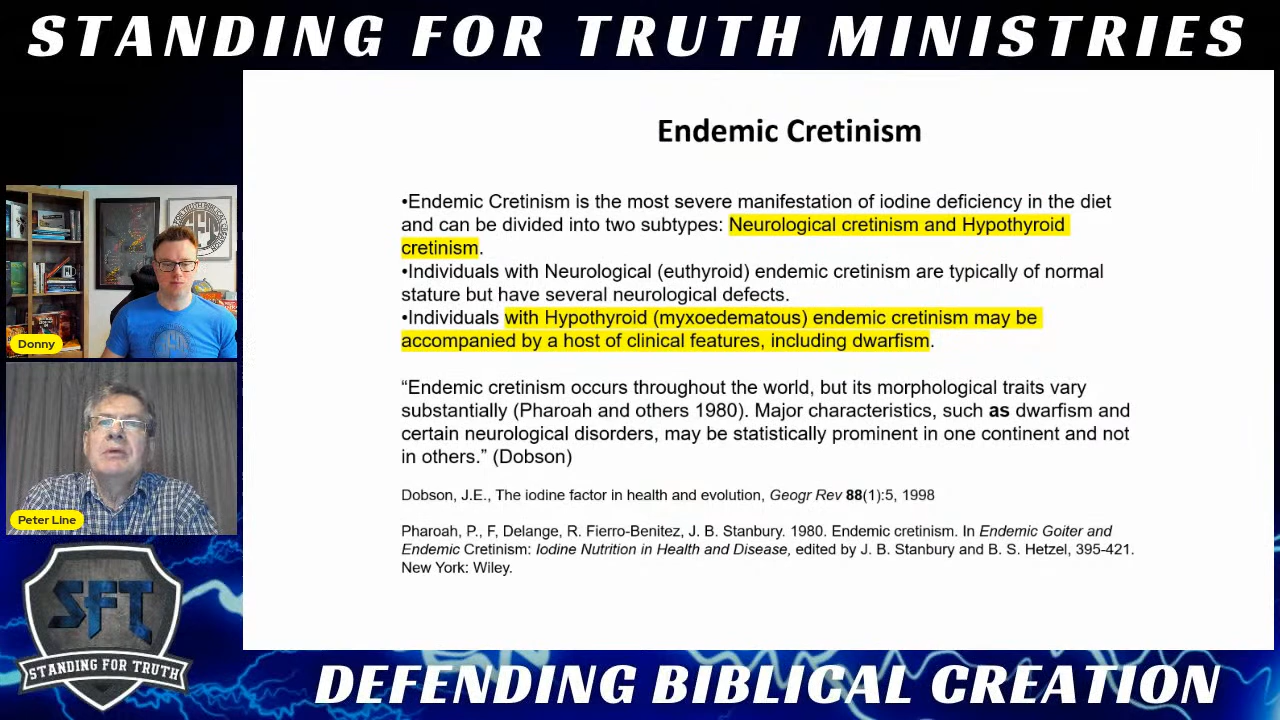 STANDING FOR TRUTH MINISTRIES
Endemic Cretinism
•Endemic Cretinism is the most severe manifestation of iodine deficiency in the diet
and can be divided into two subtypes: Neurological cretinism and Hypothyroid
cretinism.
•Individuals with Neurological (euthyroid) endemic cretinism are typically of normal
stature but have several neurological defects.
•Individuals with Hypothyroid (myxoedematous) endemic cretinism may be
accompanied by a host of clinical features, including dwarfism.
“Endemic cretinism occurs throughout the world, but its morphological traits vary
substantially (Pharoah and others 1980). Major characteristics, such as dwarfism and
certain neurological disorders, may be statistically prominent in one continent and not
in others.” (Dobson)
Dobson, J.E., The iodine factor in health and evolution, Geogr Rev 88(1):5, 1998
Pharoah, P., F, Delange, R. Fierro-Benitez, J. B. Stanbury. 1980. Endemic cretinism. In Endemic Goiter and
Endemic Cretinism: Iodine Nutrition in Health and Disease, edited by J. B. Stanbury and B. S. Hetzel, 395-421.
New York: Wiley.
Donny
Peter Line
SFT
STANDING FOR TRUTH
DEFENDING BIBLICAL CREATION